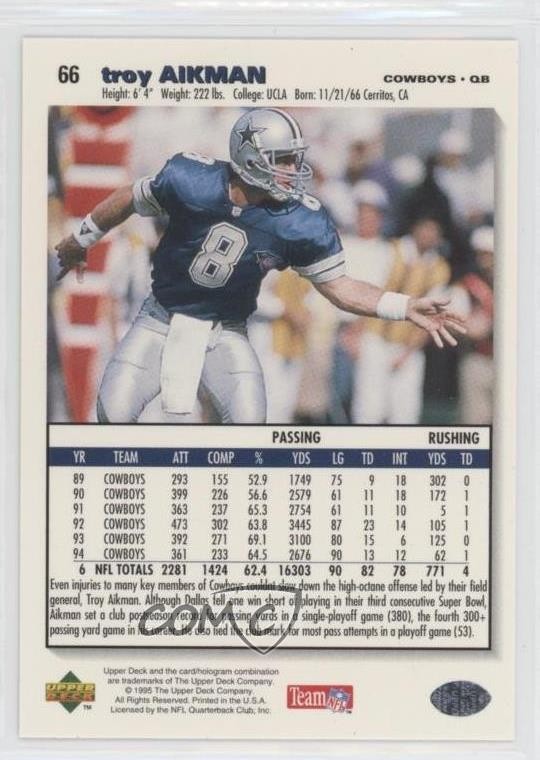 66 troy AIKMAN COWBOYS • QB
Height: 6' 4" Weight: 222 lbs. College: UCLA Born: 11/21/66 Cerritos, CA
8 8
PASSING RUSHING
YR TEAM ATT COMP % YDS LG TD INT YDS TD
89 COWBOYS 293 155 52.9 1749 75 9 18 302 0
90 COWBOYS 399 226 56.6 2579 61 11 18 172 1
91 COWBOYS 363 237 65.3 2754 61 11 10 5 1
92 COWBOYS 473 302 63.8 3445 87 23 14 105 1
93 COWBOYS 392 271 69.1 3100 80 15 6 125 0
94 COWBOYS 361 233 64.5 2676 90 13 12 62 1
6 NFL TOTALS 2281 1424 62.4 16303 90 82 78 771 4
Even injuries to many key members of Cowboys couldnt slow down the high-octane offense led by their field
general, Troy Aikman. Although Dallas fell one win short of playing in their third consecutive Super Bowl,
Aikman set a club postseason record for passing yards in a single-playoff game (380), the fourth 300+
passing yard game in his career. He also tied the club mark for most pass attempts in a playoff game (53).
COMC
Upper Deck and the card/hologram combination
are trademarks of The Upper Deck Company.
© 1995 The Upper Deck Company.
All Rights Reserved. Printed in the U.S.A.
Licensed by the NFL Quarterback Club, Inc.
UPPER
DECK
TM
Team NFL